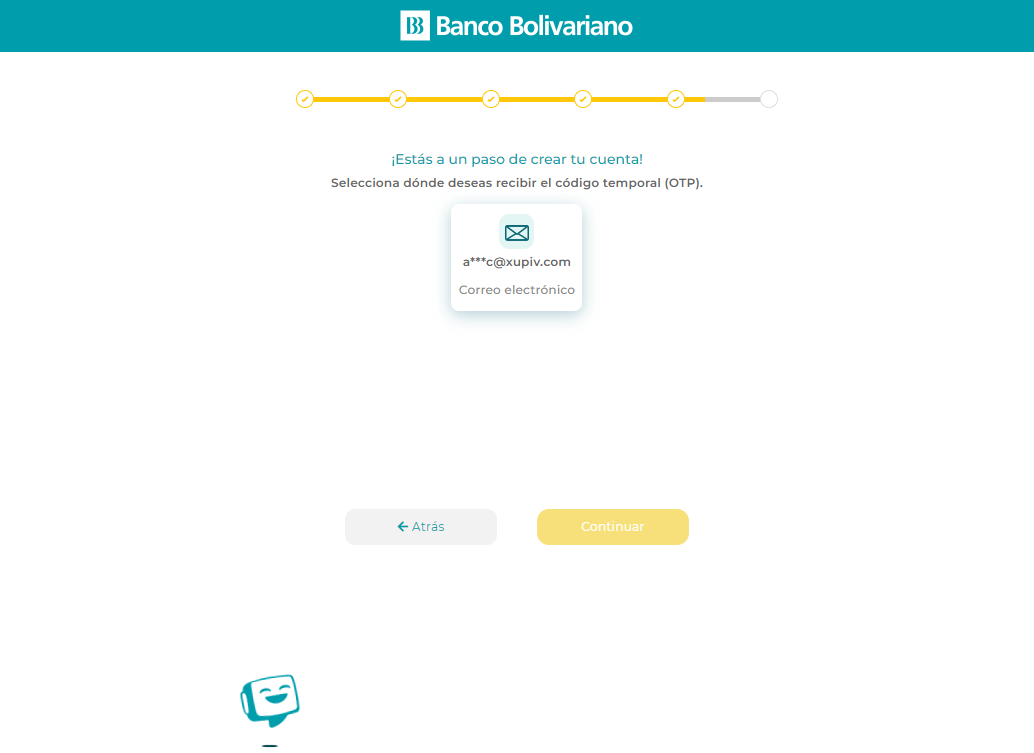 Banco Bolivariano
¡Estás a un paso de crear tu cuenta!
Selecciona dónde deseas recibir el código temporal (OTP).
a***c@xupiv.com
Correo electrónico
Atrás
Continuar